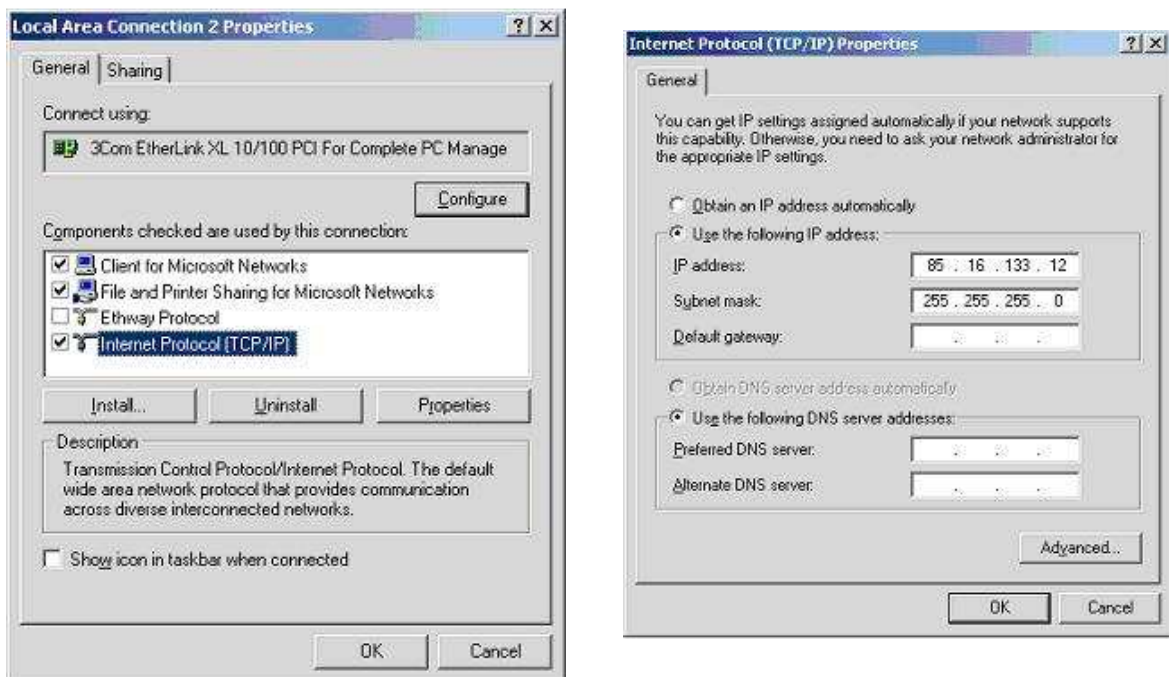 Local Area Connection 2 Properties
General
Sharing
Connect using:
3Com EtherLink XL 10/100 PCI For Complete PC Manage
Configure
Components checked are used by this connection:
Client for Microsoft Networks
File and Printer Sharing for Microsoft Networks
Ethway Protocol
Internet Protocol (TCP/IP)
Install...
Uninstall
Properties
Description
Transmission Control Protocol/Internet Protocol. The default
wide area network protocol that provides communication
across diverse interconnected networks.
Show icon in taskbar when connected
OK
Cancel
Internet Protocol (TCP/IP) Properties
General
You can get IP settings assigned automatically if your network supports
this capability. Otherwise, you need to ask your network administrator for
the appropriate IP settings.
Obtain an IP address automatically
Use the following IP address:
IP address: 85 . 16 . 133 . 12
Subnet mask: 255 . 255 . 255 . 0
Default gateway: . . .
Obtain DNS server address automatically
Use the following DNS server addresses:
Preferred DNS server: . . .
Alternate DNS server: . . .
Advanced...
OK
Cancel